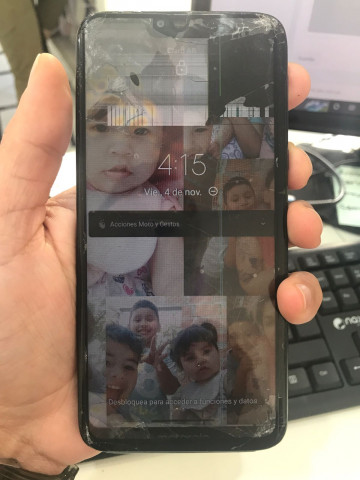 4:15
Vie, 4 de nov.
Acciones Moto y Gestos
Desbloquea para acceder a funciones y datos